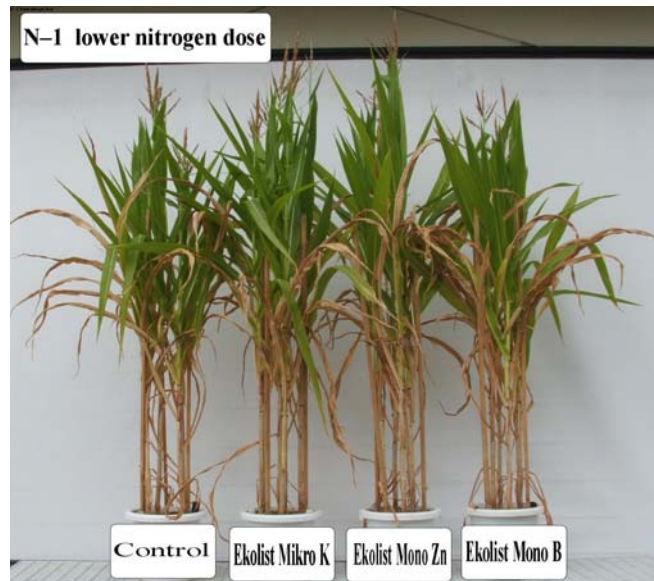 N–1 lower nitrogen dose
Control
Ekolist Mikro K
Ekolist Mono Zn
Ekolist Mono B